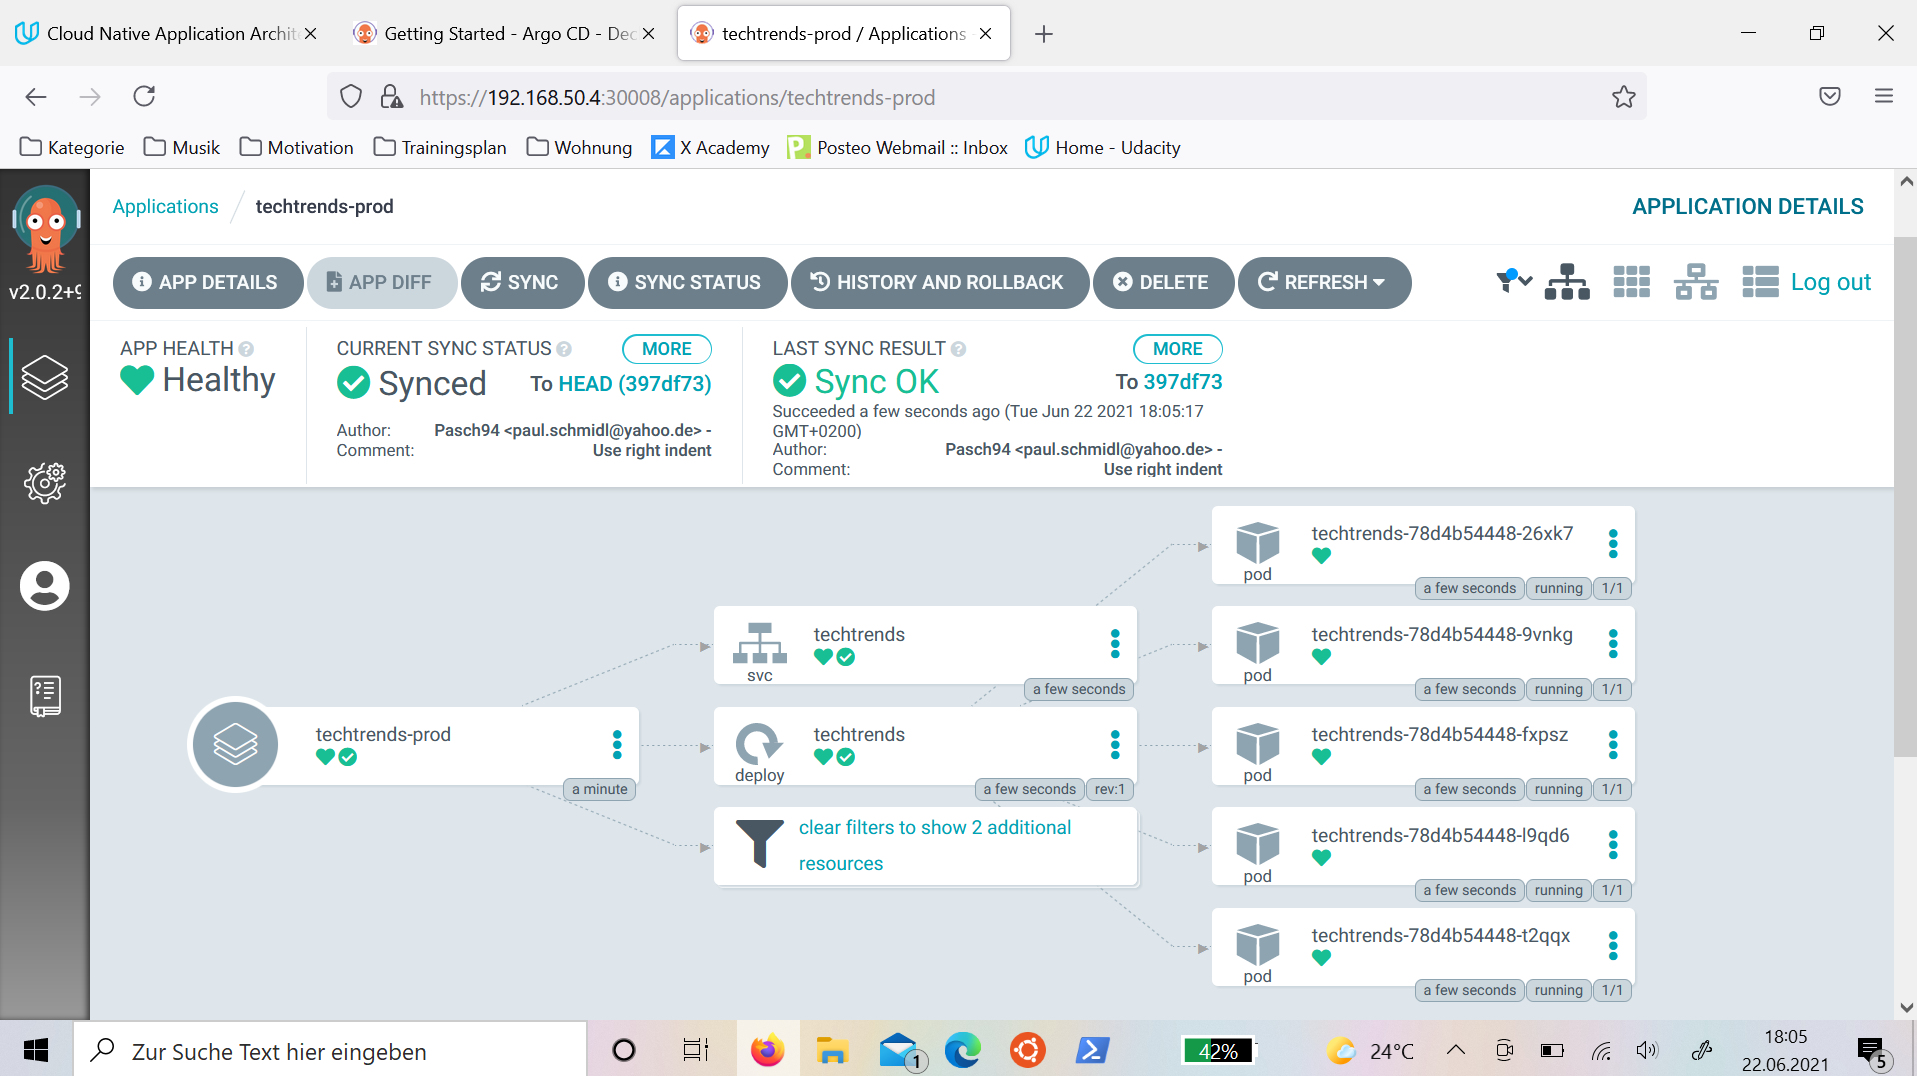 Cloud Native Application Archite
Getting Started - Argo CD - Dec
techtrends-prod / Applications
https://192.168.50.4:30008/applications/techtrends-prod
Kategorie Musik Motivation Trainingsplan Wohnung X Academy Posteo Webmail :: Inbox Home - Udacity
v2.0.2+9
Applications / techtrends-prod
APPLICATION DETAILS
APP DETAILS APP DIFF SYNC SYNC STATUS HISTORY AND ROLLBACK DELETE REFRESH
Log out
APP HEALTH
Healthy
CURRENT SYNC STATUS MORE
Synced To HEAD (397df73)
Author: Pasch94 <paul.schmidl@yahoo.de> -
Comment: Use right indent
LAST SYNC RESULT MORE
Sync OK To 397df73
Succeeded a few seconds ago (Tue Jun 22 2021 18:05:17
GMT+0200)
Author: Pasch94 <paul.schmidl@yahoo.de> -
Comment: Use right indent
techtrends-prod
a minute
techtrends
svc
a few seconds
techtrends
deploy
a few seconds rev:1
clear filters to show 2 additional
resources
techtrends-78d4b54448-26xk7
pod
a few seconds running 1/1
techtrends-78d4b54448-9vnkg
pod
a few seconds running 1/1
techtrends-78d4b54448-fxpsz
pod
a few seconds running 1/1
techtrends-78d4b54448-l9qd6
pod
a few seconds running 1/1
techtrends-78d4b54448-t2qqx
pod
a few seconds running 1/1
Zur Suche Text hier eingeben
1
42%
24°C
18:05
22.06.2021
5